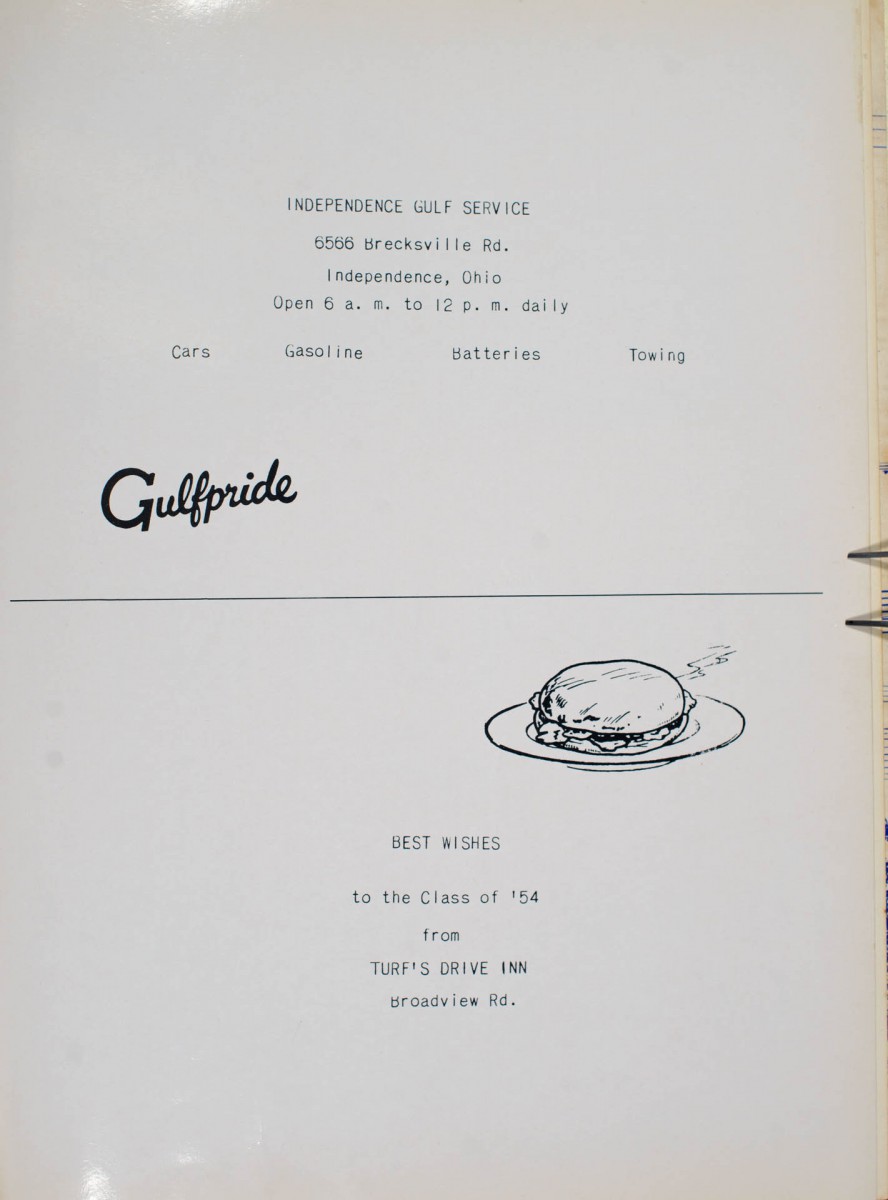 INDEPENDENCE GULF SERVICE
6566 Brecksville Rd.
Independence, Ohio
Open 6 a. m. to 12 p. m. daily
Cars Gasoline Batteries Towing
Gulfpride
BEST WISHES
to the Class of '54
from
TURF'S DRIVE INN
Broadview Rd.